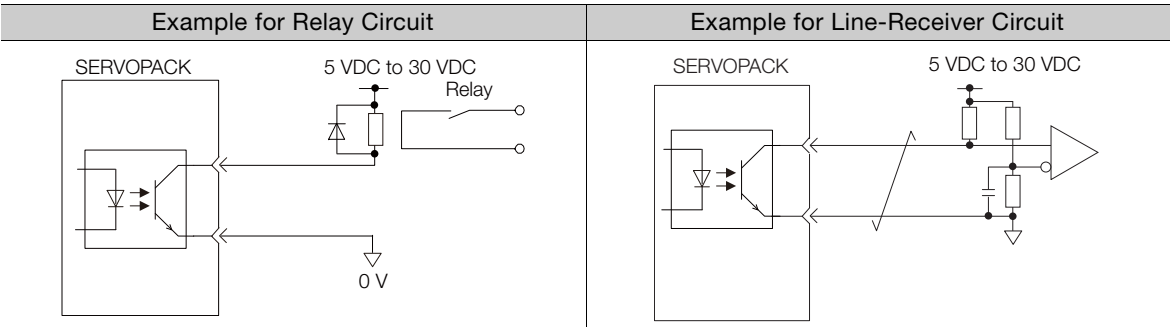 Example for Relay Circuit
Example for Line-Receiver Circuit
SERVOPACK
5 VDC to 30 VDC
Relay
0 V
SERVOPACK
5 VDC to 30 VDC